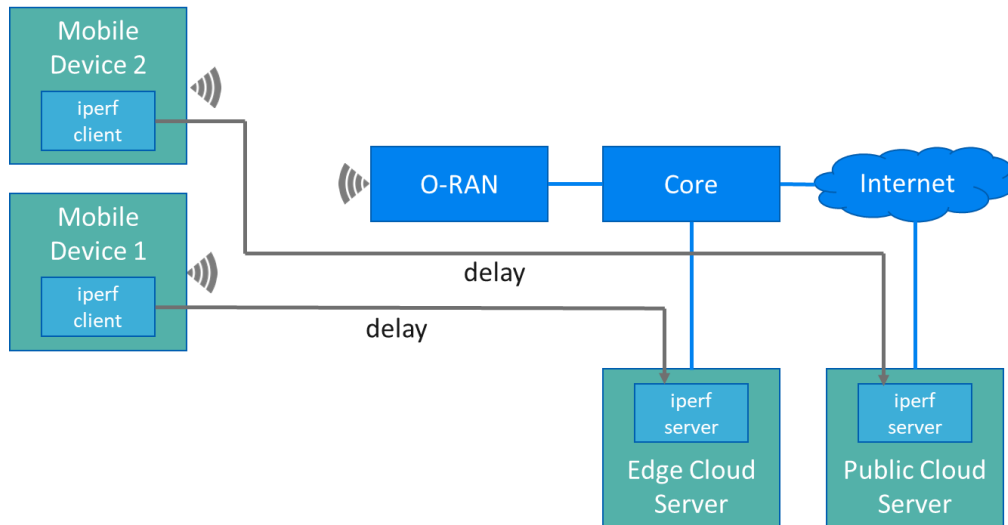 Mobile
Device 2
iperf
client
O-RAN
Core
Internet
Mobile
Device 1
iperf
client
delay
delay
iperf
server
Edge Cloud
Server
iperf
server
Public Cloud
Server